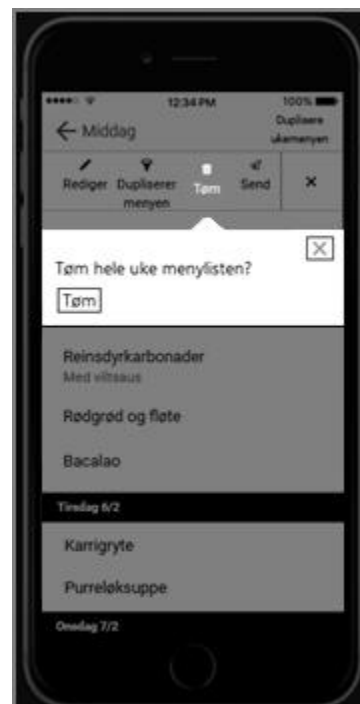 12:34 PM 100%
Middag Duplisere
ukemenyen
Rediger Dupliserer Tøm Send
menyen
Tøm hele uke menylisten?
Tøm
Reinsdyrkarbonader
Med viltsaus
Rødgrød og fløte
Bacalao
Tirsdag 6/2
Karrigryte
Purreløksuppe
Onsdag 7/2